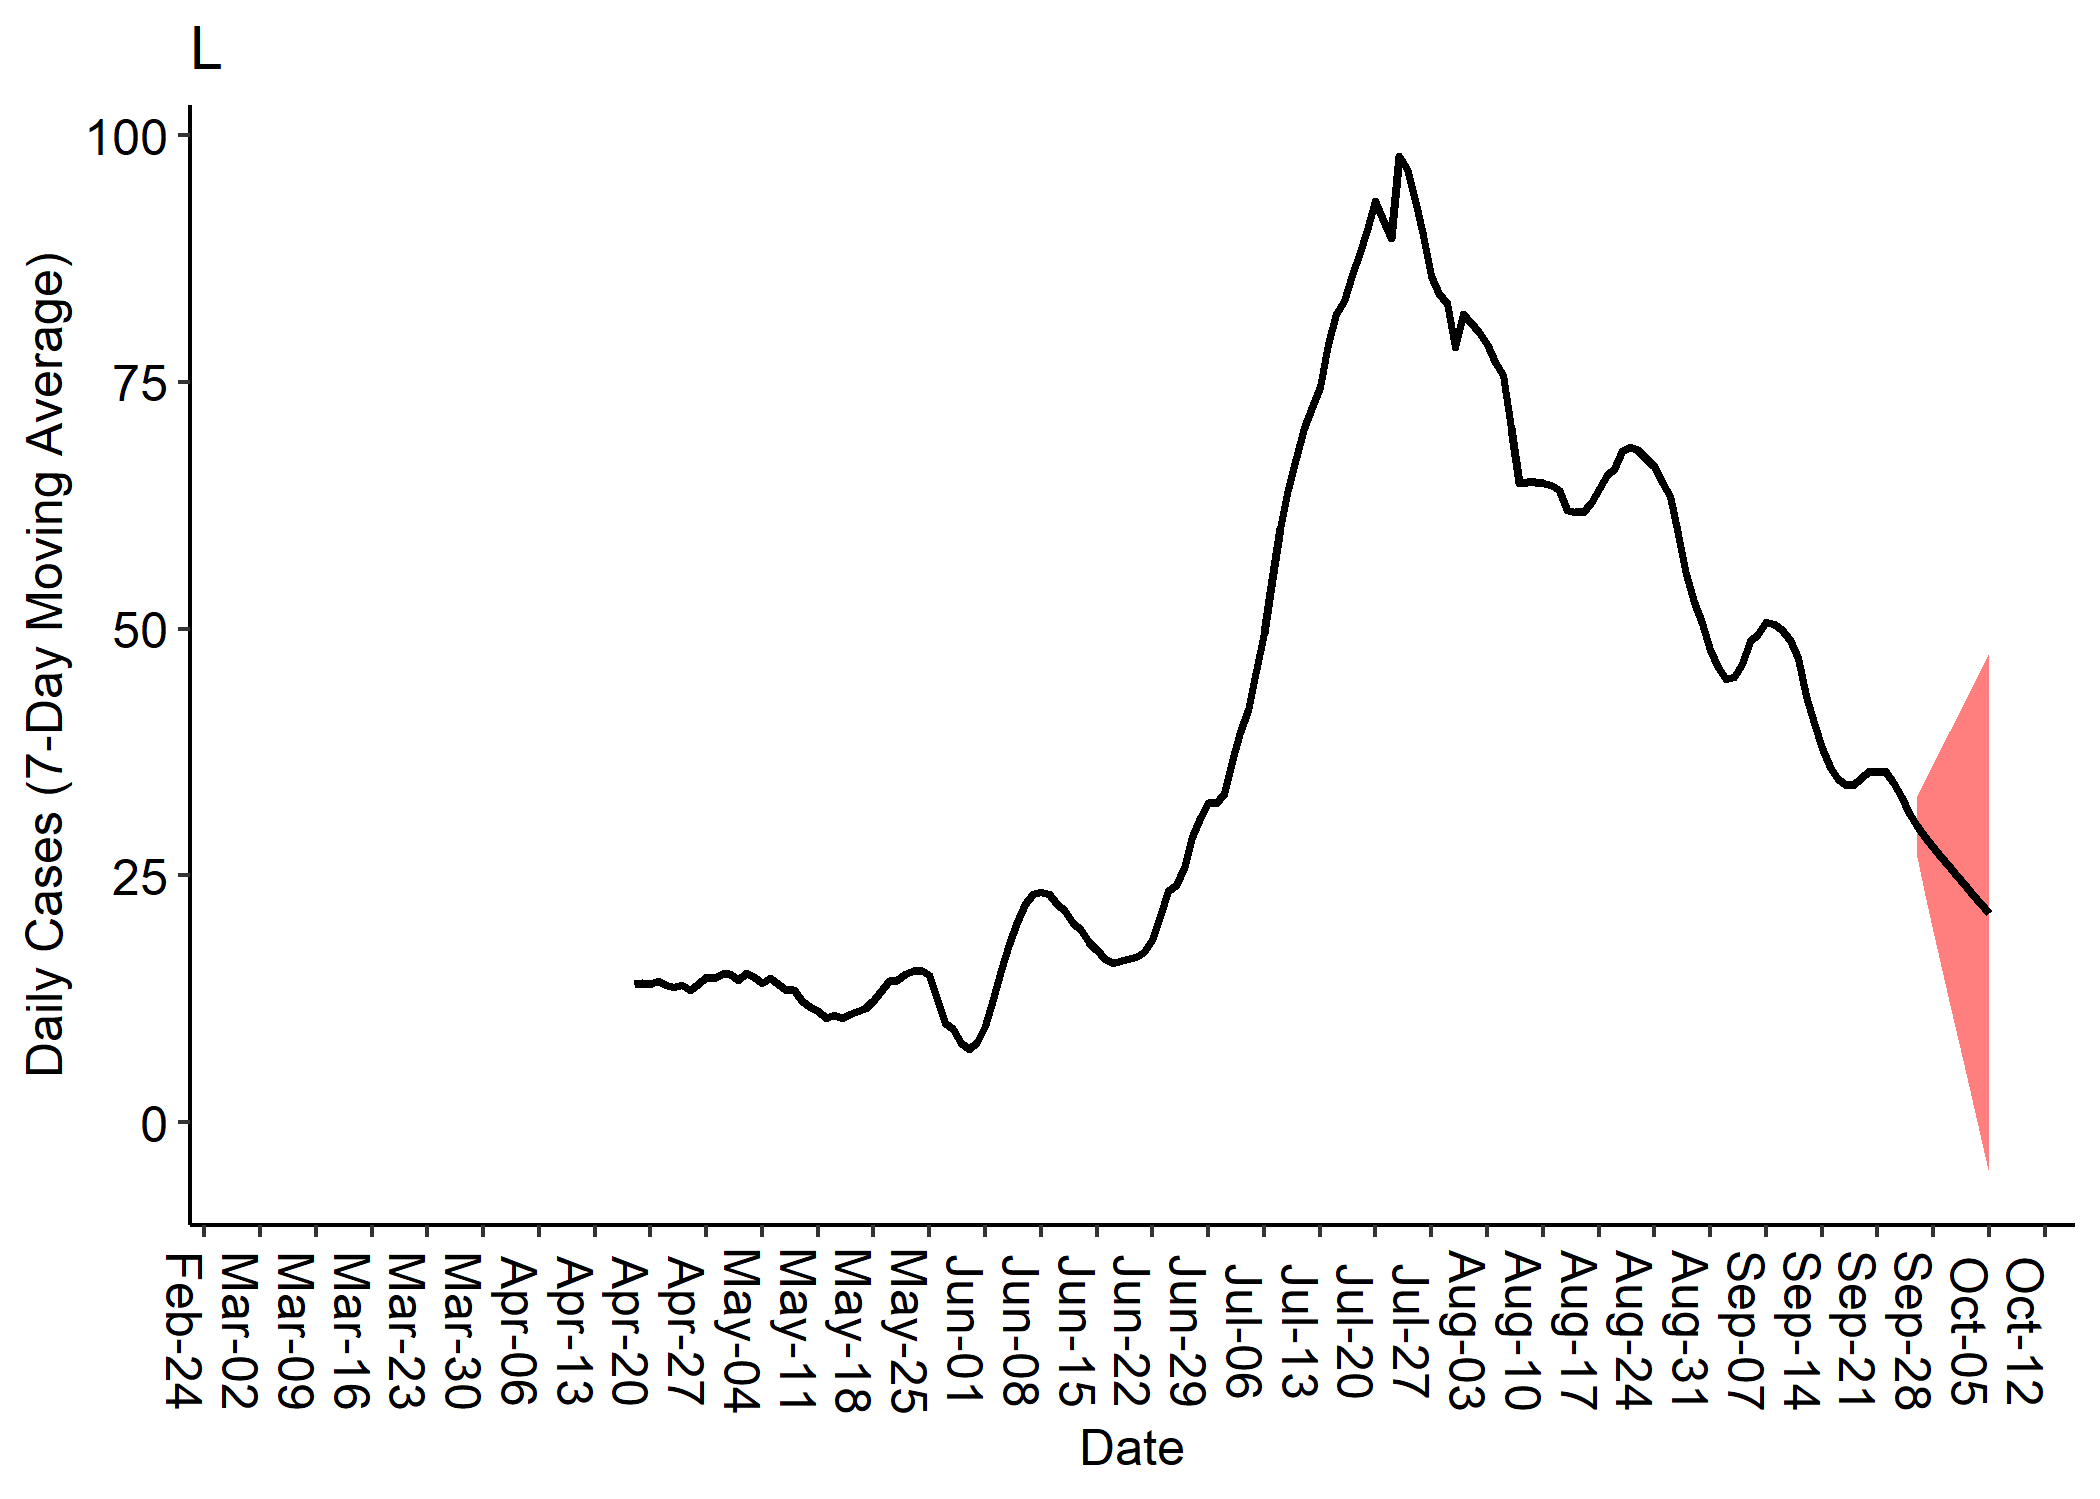 L
Daily Cases (7-Day Moving Average)
100
75
50
25
0
Feb-24
Mar-02
Mar-09
Mar-16
Mar-23
Mar-30
Apr-06
Apr-13
Apr-20
Apr-27
May-04
May-11
May-18
May-25
Jun-01
Jun-08
Jun-15
Jun-22
Jun-29
Jul-06
Jul-13
Jul-20
Jul-27
Aug-03
Aug-10
Aug-17
Aug-24
Aug-31
Sep-07
Sep-14
Sep-21
Sep-28
Oct-05
Oct-12
Date